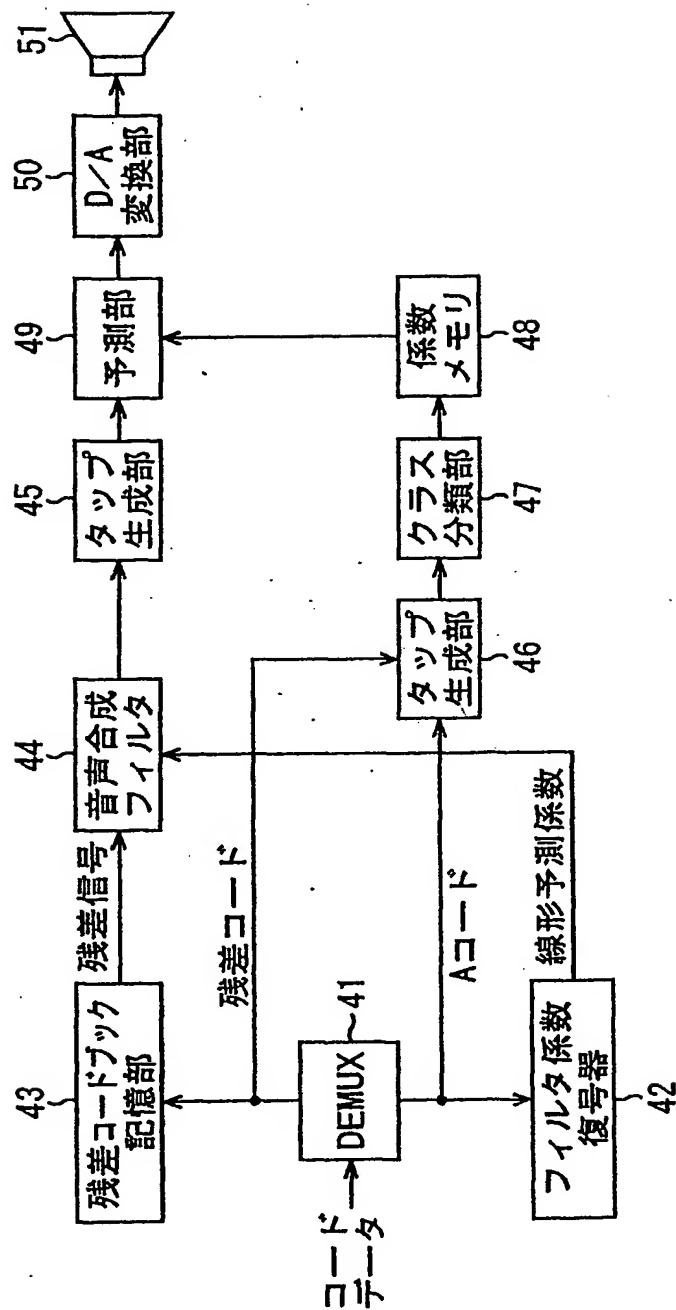 43
残差コードブック
記憶部
残差信号
44
音声合成
フィルタ
45
タップ
生成部
49
予測部
50
D/A
変換部
51
コード
データ
DEMUX
41
残差コード
Aコード
タップ
生成部
46
クラス
分類部
47
係数
メモリ
48
フィルタ係数
復号器
42
線形予測係数